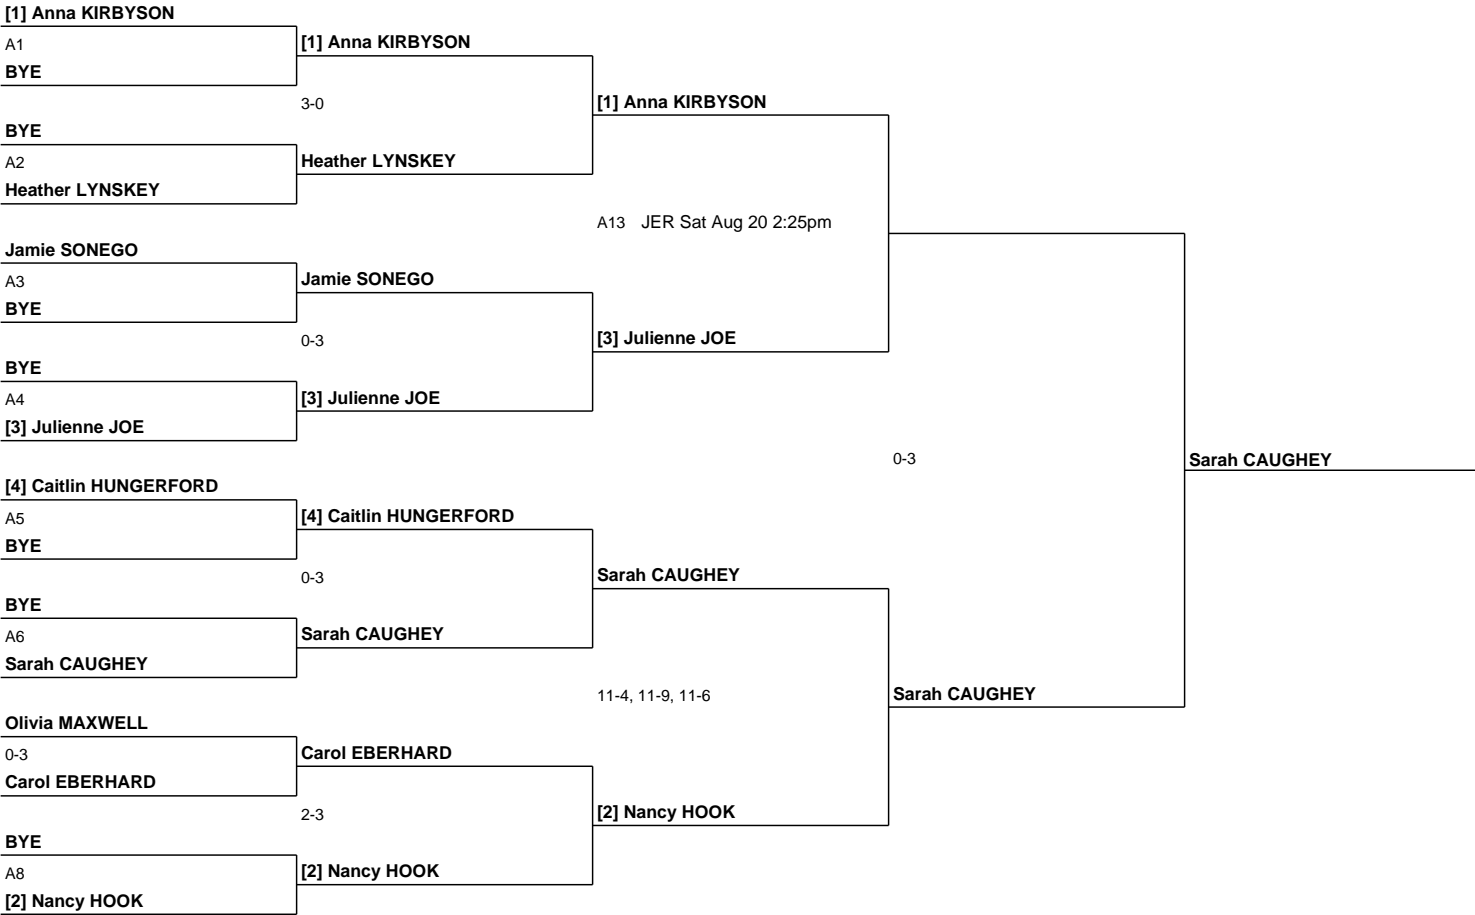 [1] Anna KIRBYSON
A1
[1] Anna KIRBYSON
BYE
3-0
[1] Anna KIRBYSON
BYE
A2
Heather LYNSKEY
Heather LYNSKEY
A13 JER Sat Aug 20 2:25pm
Jamie SONEGO
A3
Jamie SONEGO
BYE
0-3
[3] Julienne JOE
BYE
A4
[3] Julienne JOE
[3] Julienne JOE
0-3
Sarah CAUGHEY
[4] Caitlin HUNGERFORD
A5
[4] Caitlin HUNGERFORD
BYE
0-3
Sarah CAUGHEY
BYE
A6
Sarah CAUGHEY
Sarah CAUGHEY
11-4, 11-9, 11-6
Sarah CAUGHEY
Olivia MAXWELL
0-3
Carol EBERHARD
Carol EBERHARD
2-3
[2] Nancy HOOK
BYE
A8
[2] Nancy HOOK
[2] Nancy HOOK